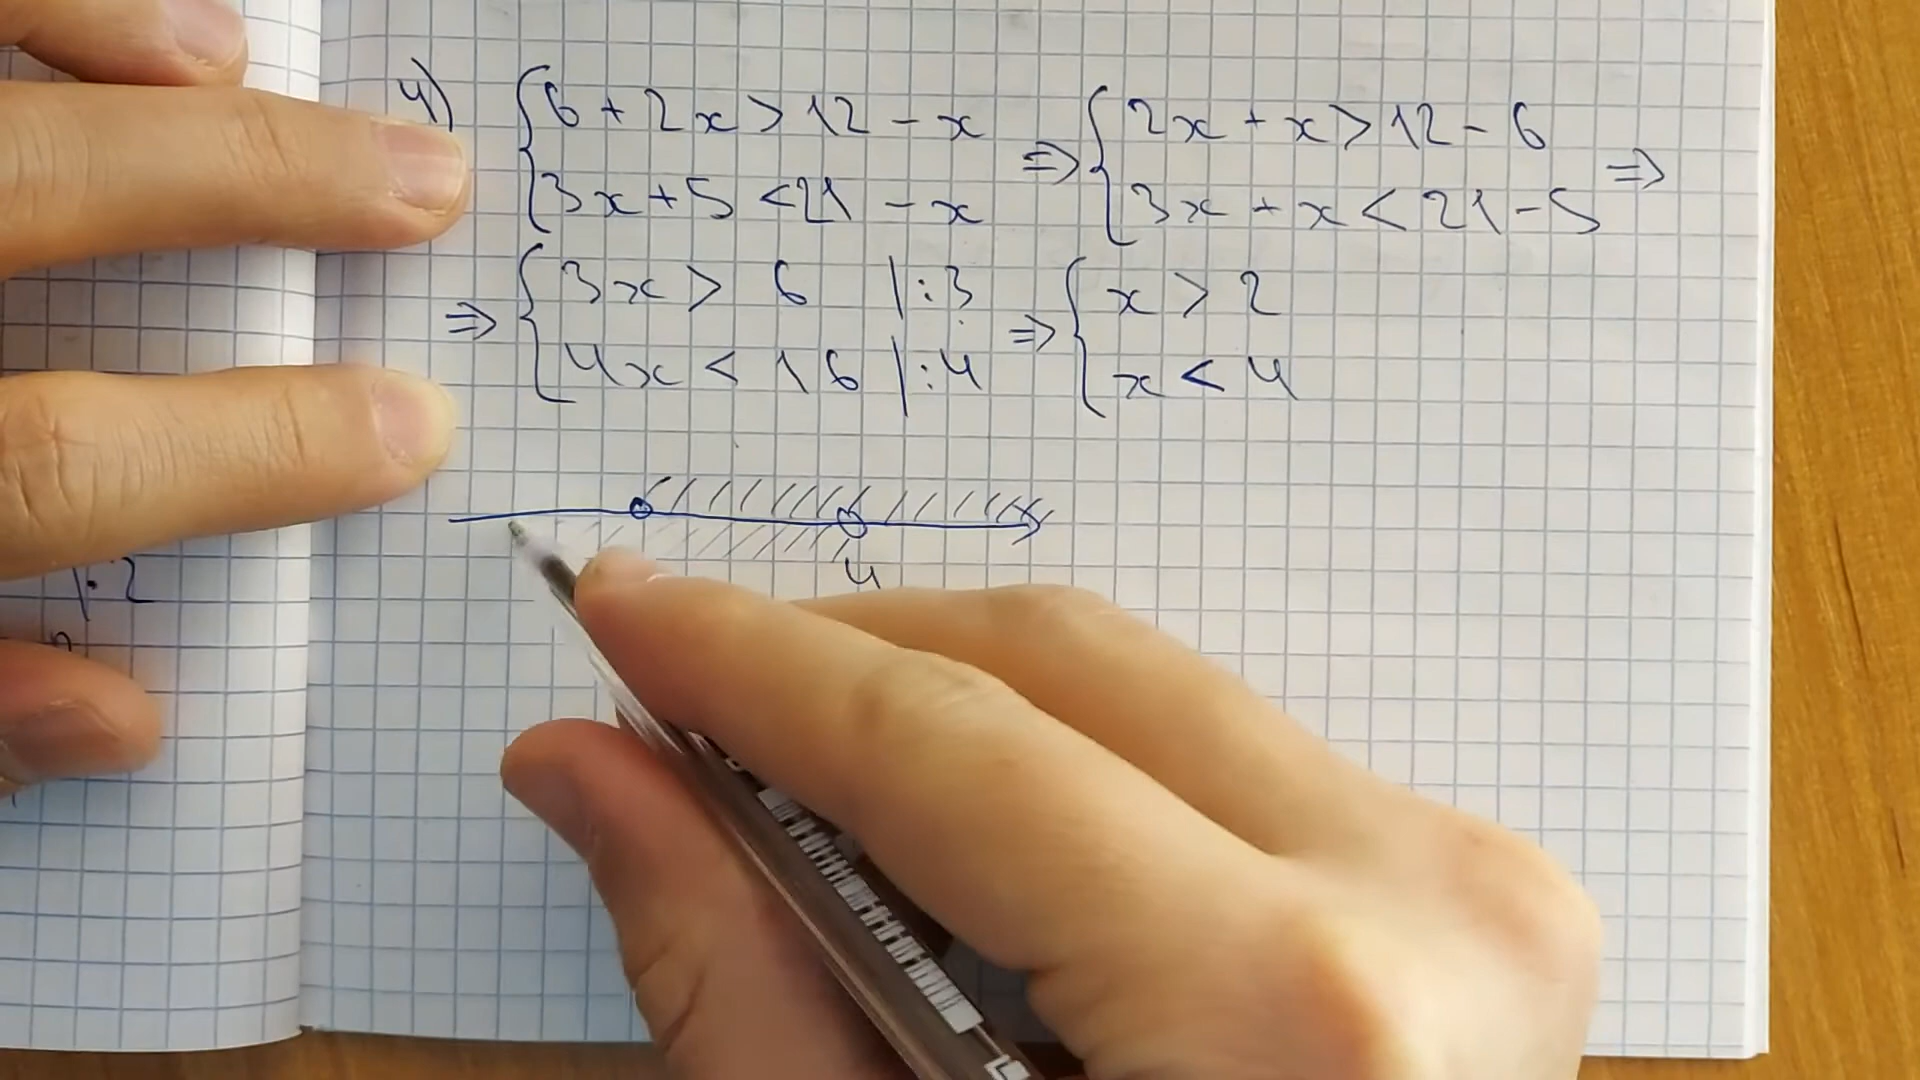 4) { 6 + 2x > 12 - x ⇒ { 2x + x > 12 - 6 ⇒
{ 3x + 5 < 21 - x { 3x + x < 21 - 5
⇒ { 3x > 6 |:3 ⇒ { x > 2
{ 4x < 16 |:4 { x < 4
4
|:2